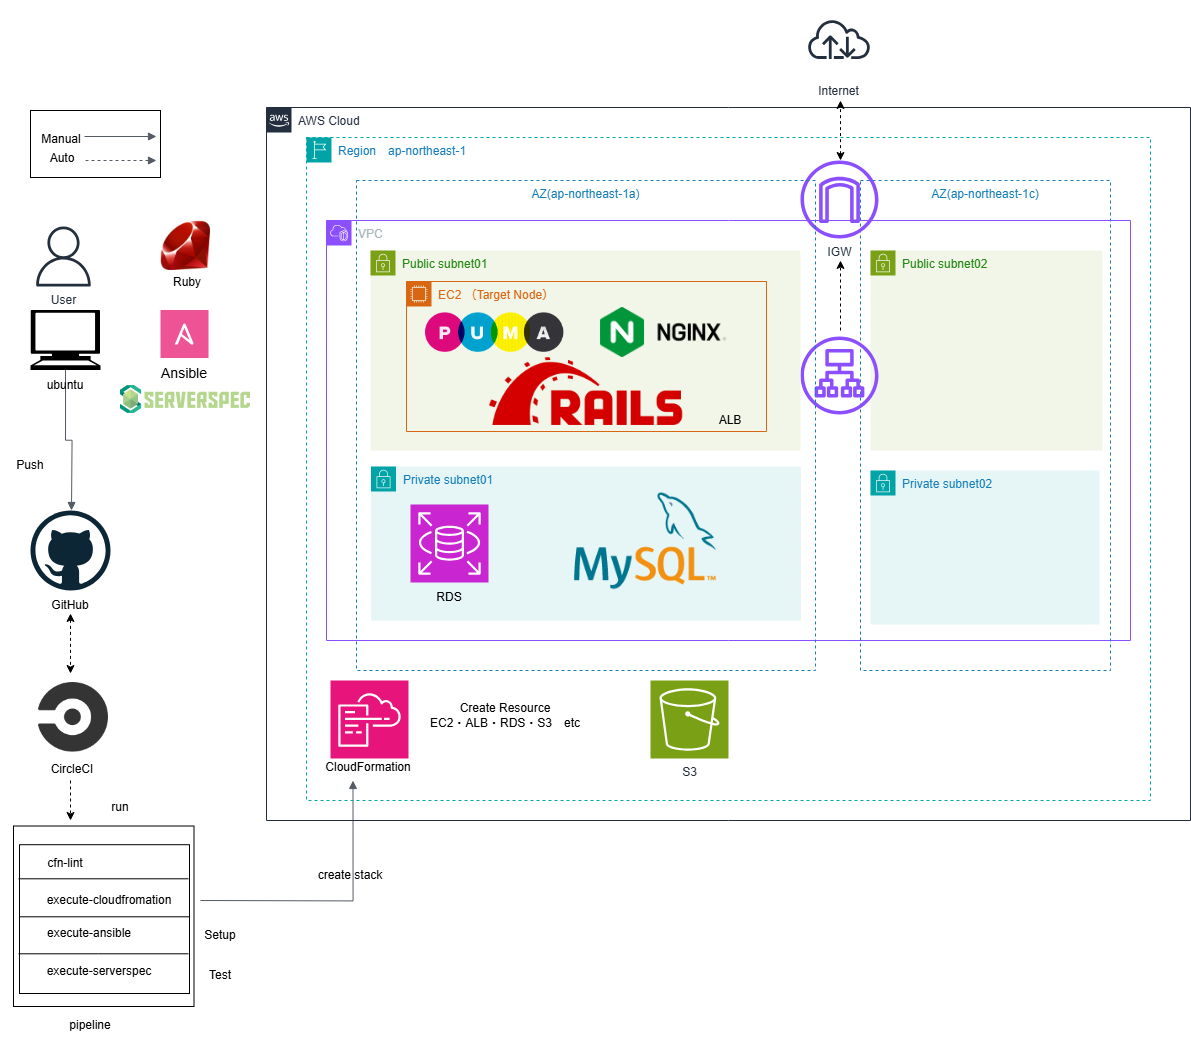 Internet
aws
AWS Cloud
Manual
Auto
Region ap-northeast-1
AZ(ap-northeast-1a)
AZ(ap-northeast-1c)
VPC
IGW
User
Ruby
ubuntu
Ansible
SERVERSPEC
Public subnet01
Public subnet02
EC2 （Target Node）
PUMA
N
NGINX
RAILS
ALB
Push
Private subnet01
Private subnet02
RDS
MySQL
GitHub
Create Resource
EC2・ALB・RDS・S3　etc
CloudFormation
S3
CircleCI
run
cfn-lint
create stack
execute-cloudfromation
execute-ansible
Setup
execute-serverspec
Test
pipeline